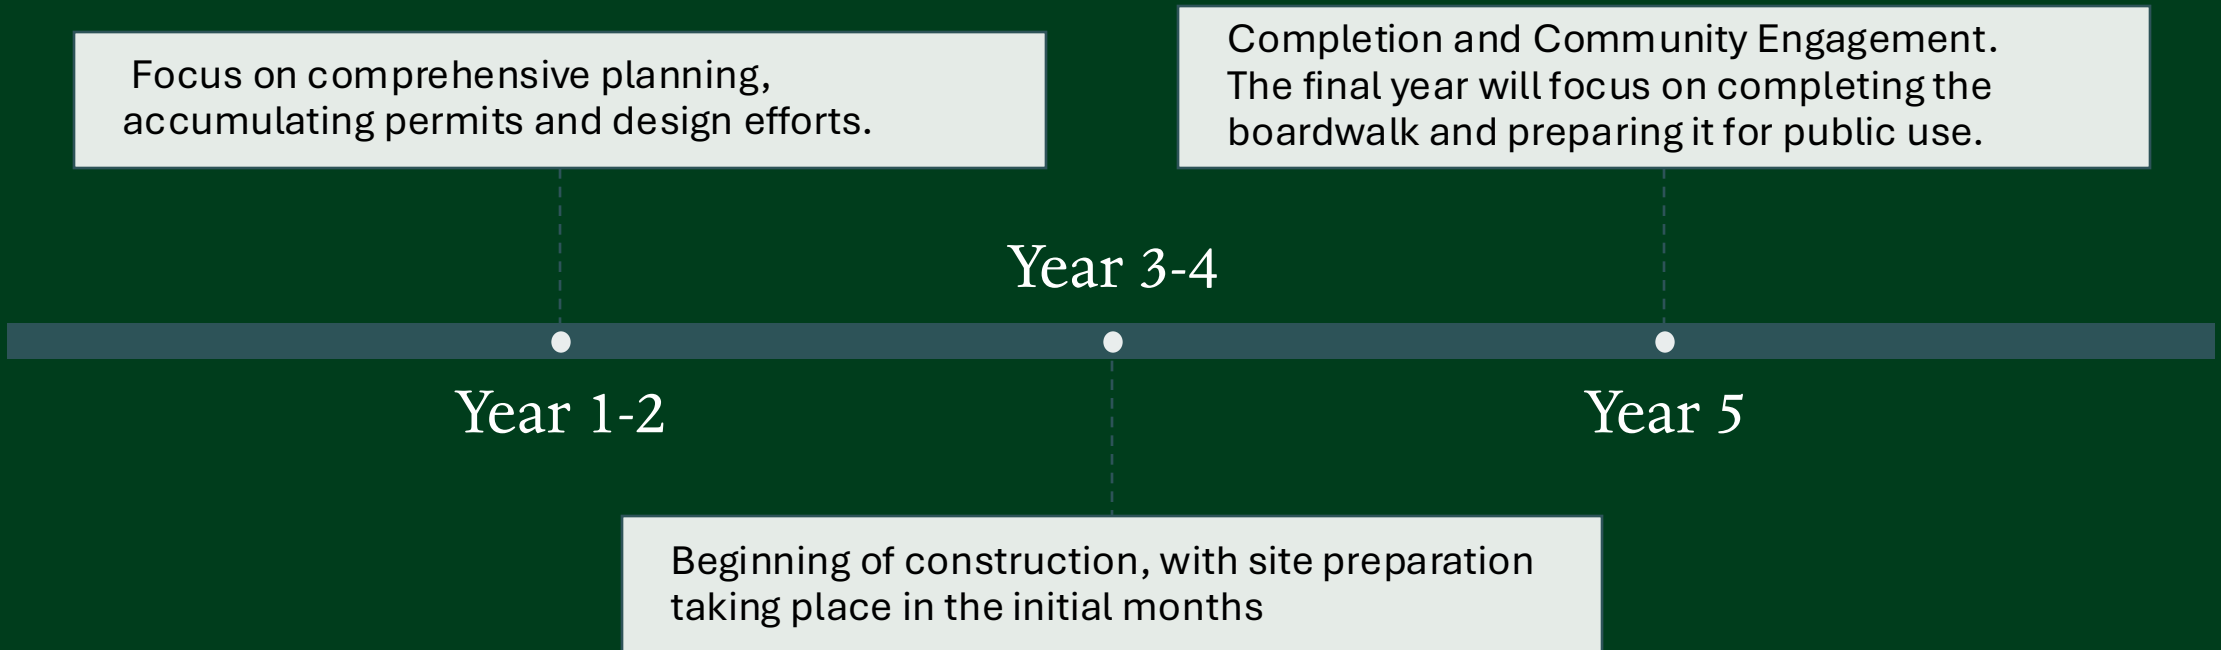 Focus on comprehensive planning,
accumulating permits and design efforts.
Completion and Community Engagement.
The final year will focus on completing the
boardwalk and preparing it for public use.
Year 3-4
Year 1-2
Year 5
Beginning of construction, with site preparation
taking place in the initial months